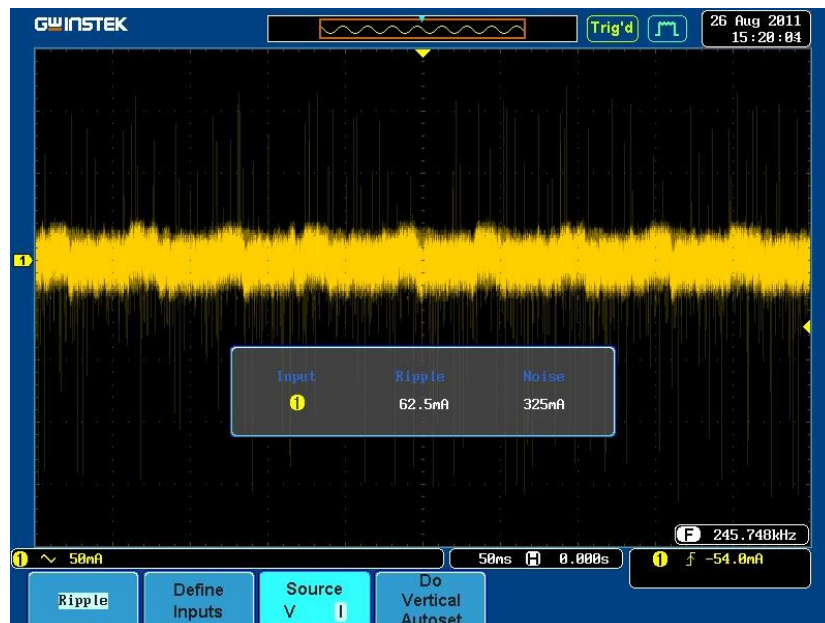 GWINSTEK
Trig'd
26 Aug 2011
15:20:04
1
Input Ripple Noise
1 62.5mA 325mA
F 245.748kHz
1 ~ 50mA
50ms H 0.000s
1 -54.0mA
Ripple
Define
Inputs
Source
V I
Do
Vertical
Autoset